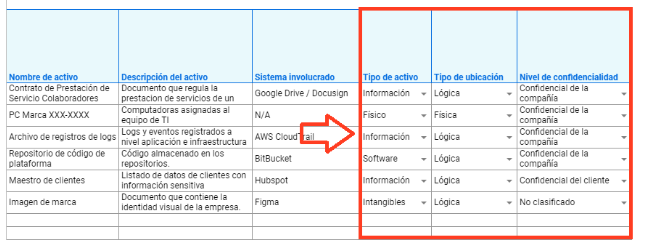 Nombre de activo Descripción del activo Sistema involucrado Tipo de activo Tipo de ubicación Nivel de confidencialidad
Contrato de Prestación de Servicio Colaboradores Documento que regula la prestacion de servicios de un Google Drive / Docusign Información Lógica Confidencial de la compañía
PC Marca XXX-XXXX Computadoras asignadas al equipo de TI N/A Físico Física Confidencial de la compañía
Archivo de registros de logs Logs y eventos registrados a nivel aplicación e infraestructura AWS CloudTrail Información Lógica Confidencial de la compañía
Repositorio de código de plataforma Código almacenado en los repositorios. BitBucket Software Lógica Confidencial de la compañía
Maestro de clientes Listado de datos de clientes con información sensitiva Hubspot Información Lógica Confidencial del cliente
Imagen de marca Documento que contiene la identidad visual de la empresa. Figma Intangibles Lógica No clasificado